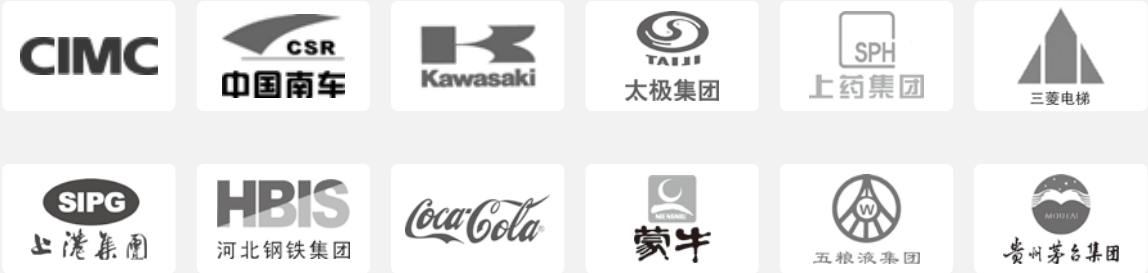 CIMC
CSR
中国南车
Kawasaki
TAIJI
太极集团
SPH
上药集团
三菱电梯
SIPG
上港集團
HBIS
河北钢铁集团
Coca-Cola
MENGNIU
蒙牛
W
五粮液集团
MOUTAI
贵州茅台集团